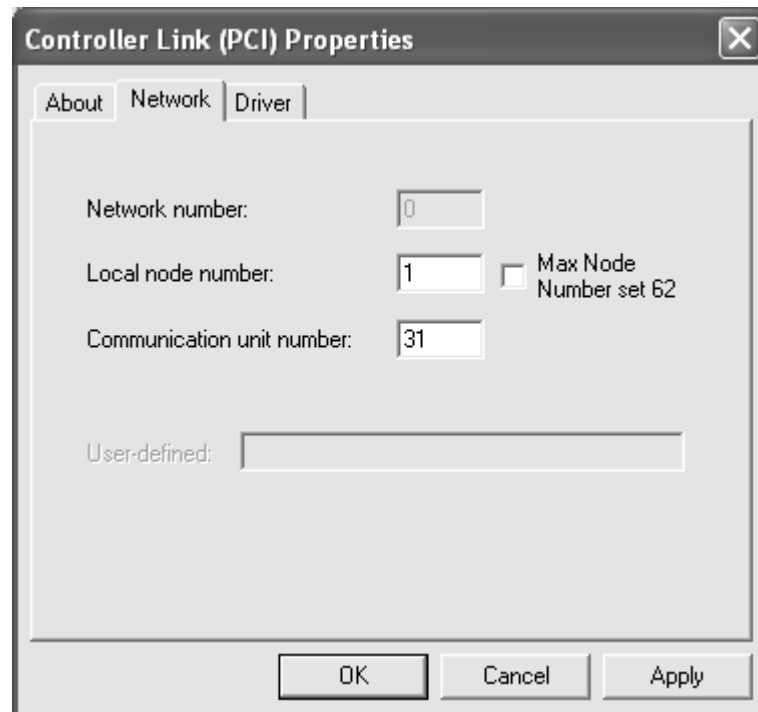 Controller Link (PCI) Properties
About Network Driver
Network number: 0
Local node number: 1 Max Node
Number set 62
Communication unit number: 31
User-defined:
OK Cancel Apply